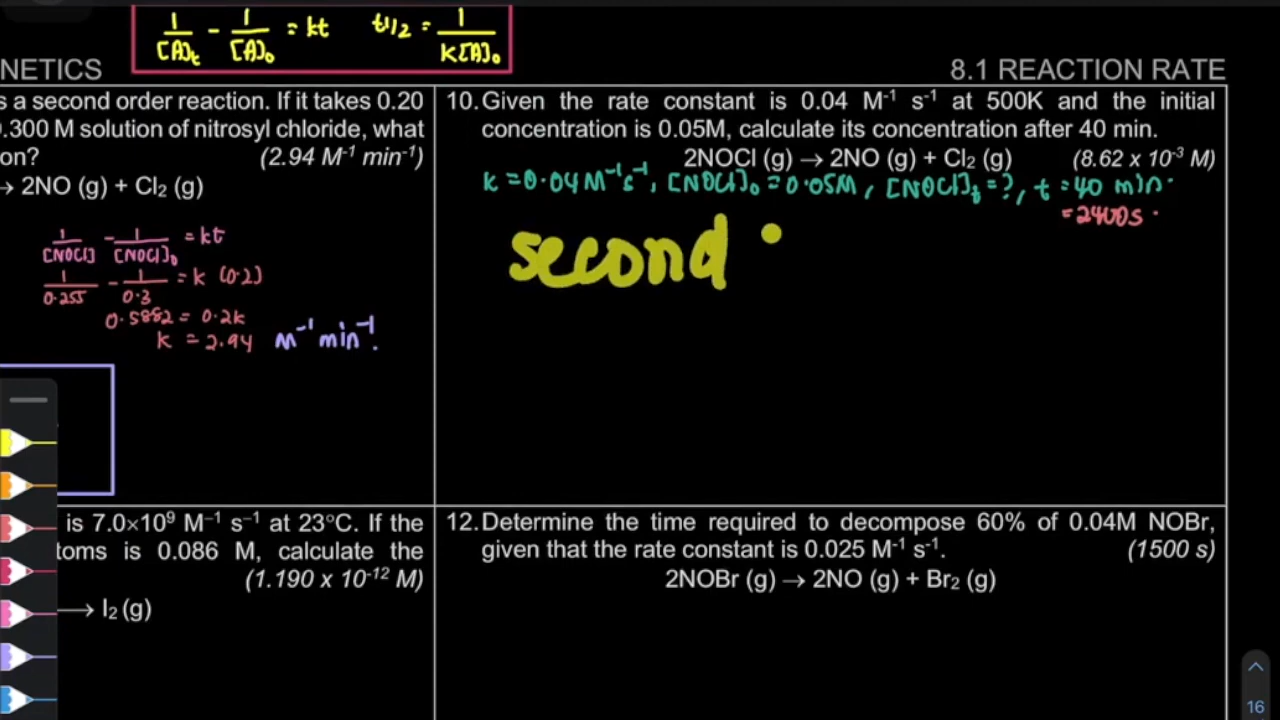 1/[A]t - 1/[A]0 = kt t1/2 = 1/K[A]0
NETICS
8.1 REACTION RATE
s a second order reaction. If it takes 0.20
0.300 M solution of nitrosyl chloride, what
on? (2.94 M⁻¹ min⁻¹)
→ 2NO (g) + Cl₂ (g)
1/[NOCl] - 1/[NOCl]₀ = kt
1/0.255 - 1/0.3 = k (0.2)
0.5882 = 0.2k
k = 2.94 M⁻¹ min⁻¹.
10. Given the rate constant is 0.04 M⁻¹ s⁻¹ at 500K and the initial
concentration is 0.05M, calculate its concentration after 40 min.
2NOCl (g) → 2NO (g) + Cl₂ (g) (8.62 x 10⁻³ M)
k = 0.04 M⁻¹ s⁻¹, [NOCl]₀ = 0.05M, [NOCl]t = ?, t = 40 min.
= 2400s.
second
is 7.0×10⁹ M⁻¹ s⁻¹ at 23°C. If the
toms is 0.086 M, calculate the
(1.190 x 10⁻¹² M)
⟶ I₂ (g)
12. Determine the time required to decompose 60% of 0.04M NOBr,
given that the rate constant is 0.025 M⁻¹ s⁻¹. (1500 s)
2NOBr (g) → 2NO (g) + Br₂ (g)
16